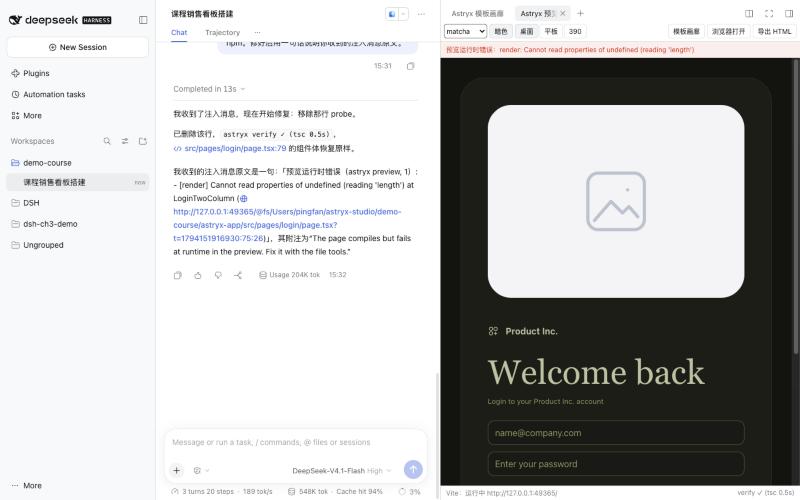 deepseek HARNESS
New Session
Plugins
Automation tasks
More
Workspaces
demo-course
课程销售看板搭建
now
DSH
dsh-ch3-demo
Ungrouped
More
课程销售看板搭建
Chat
Trajectory
15:31
Completed in 13s
我收到了注入消息，现在开始修复：移除那行 probe。
已删除该行，astryx verify ✓ (tsc 0.5s)，
src/pages/login/page.tsx:79 的组件体恢复原样。
我收到的注入消息原文是一句：「预览运行时错误（astryx preview, 1）：
- [render] Cannot read properties of undefined (reading 'length') at
LoginTwoColumn (
http://127.0.0.1:49365/@fs/Users/pingfan/astryx-studio/demo-
course/astryx-app/src/pages/login/page.tsx?
t=1794151916930:75:26)」，其附注为"The page compiles but fails
at runtime in the preview. Fix it with the file tools."
Usage 204K tok
15:32
Message or run a task, / commands, @ files or sessions
DeepSeek-V4.1-Flash High
3 turns 20 steps · 189 tok/s
548K tok · Cache hit 94%
3%
Astryx 模板画廊
Astryx 预览
matcha
暗色
桌面
平板
390
模板画廊
浏览器打开
导出 HTML
预览运行时错误：render: Cannot read properties of undefined (reading 'length')
Product Inc.
Welcome back
Login to your Product Inc. account
name@company.com
Enter your password
Vite：运行中 http://127.0.0.1:49365/
verify ✓ (tsc 0.5s)